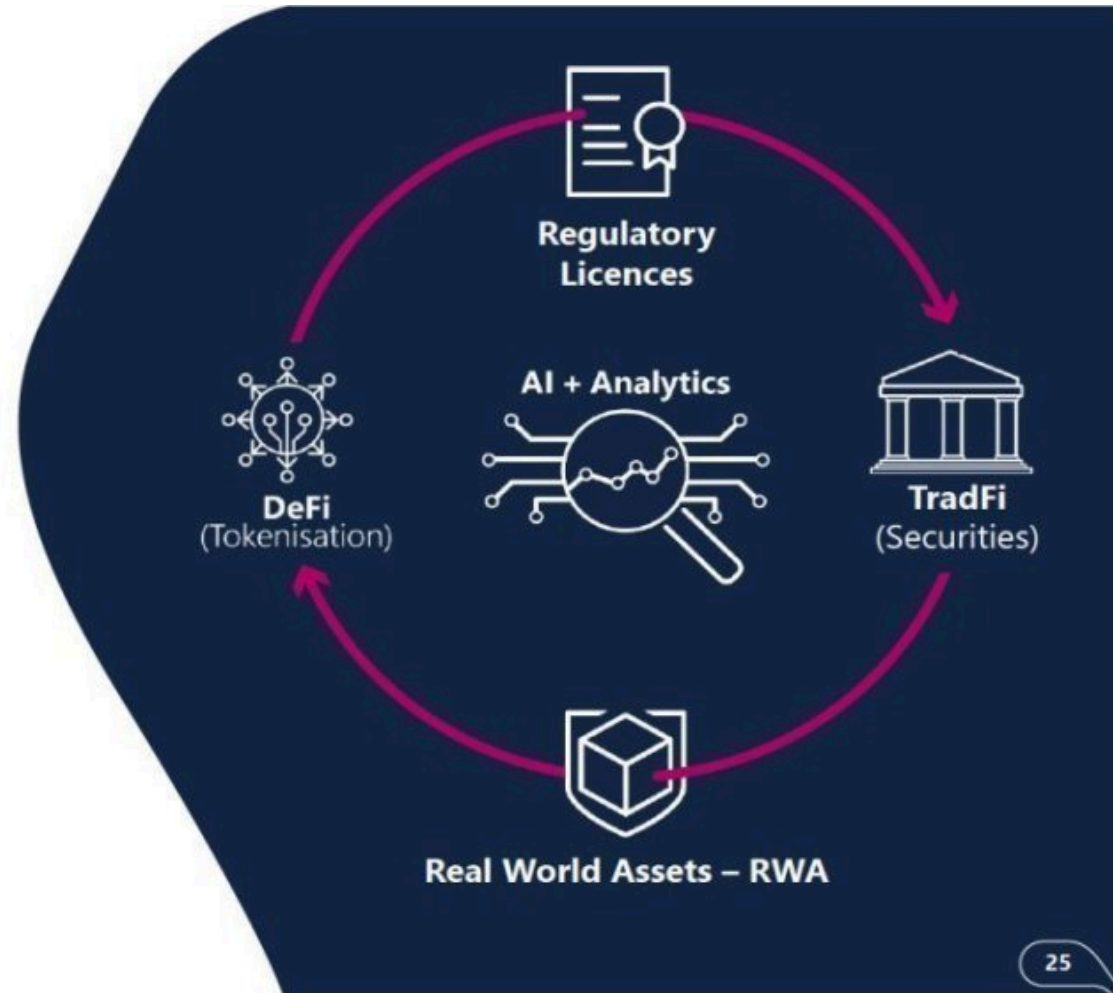 Regulatory
Licences
AI + Analytics
DeFi
(Tokenisation)
TradFi
(Securities)
Real World Assets – RWA
25